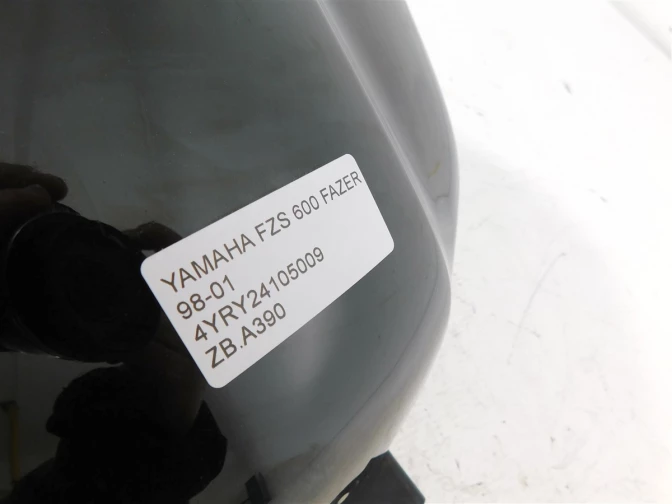 YAMAHA FZS 600 FAZER
98-01
4YRY24105009
ZB.A390